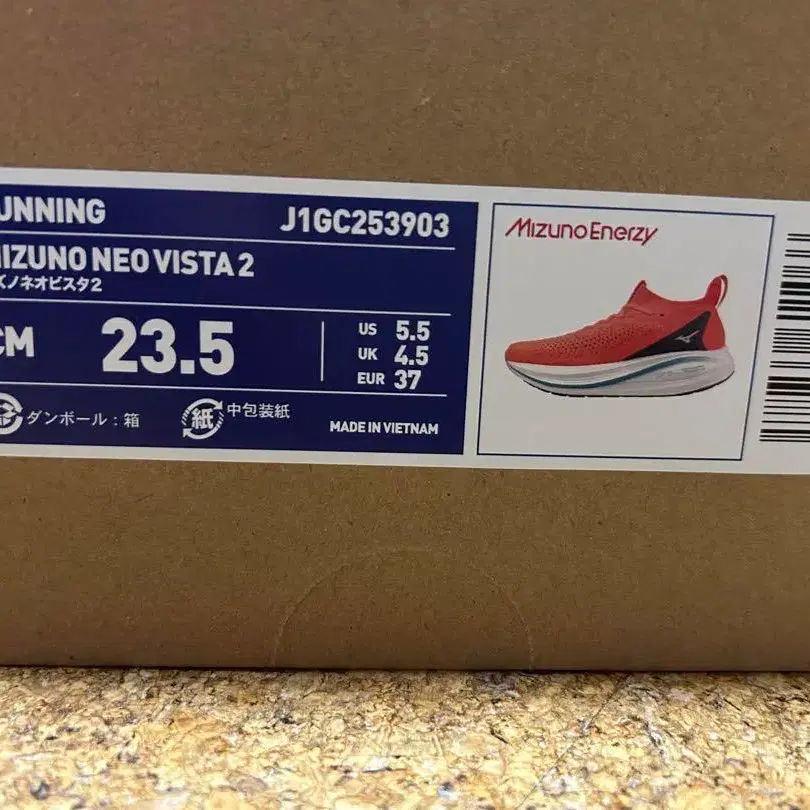 UNNING
J1GC253903
IZUNO NEO VISTA 2
ズノネオビスタ2
CM
23.5
US 5.5
UK 4.5
EUR 37
ダンボール：箱
紙
中包装紙
MADE IN VIETNAM
Mizuno Enerzy